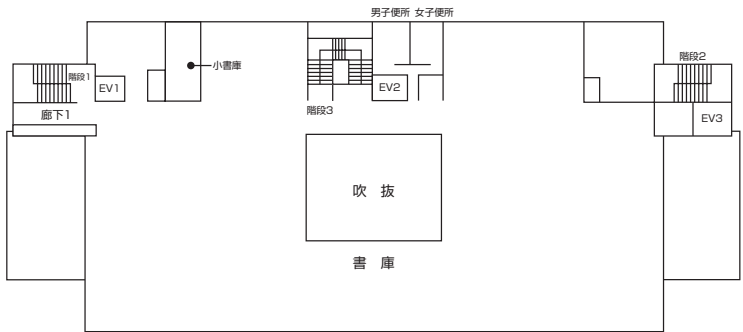 男子便所 女子便所
階段1
EV1
小書庫
階段3
EV2
階段2
EV3
廊下1
吹 抜
書 庫